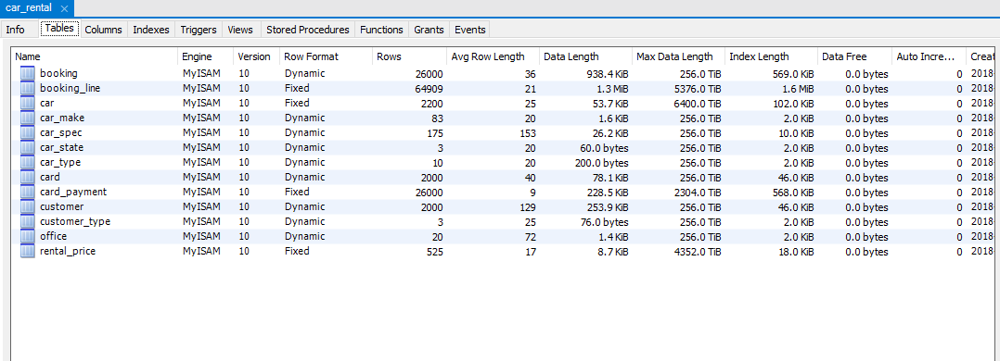 car_rental ×
Info Tables Columns Indexes Triggers Views Stored Procedures Functions Grants Events
Name Engine Version Row Format Rows Avg Row Length Data Length Max Data Length Index Length Data Free Auto Incre... Creat
booking MyISAM 10 Dynamic 26000 36 938.4 KiB 256.0 TiB 569.0 KiB 0.0 bytes 0 2018-
booking_line MyISAM 10 Fixed 64909 21 1.3 MiB 5376.0 TiB 1.6 MiB 0.0 bytes 0 2018-
car MyISAM 10 Fixed 2200 25 53.7 KiB 6400.0 TiB 102.0 KiB 0.0 bytes 0 2018-
car_make MyISAM 10 Dynamic 83 20 1.6 KiB 256.0 TiB 2.0 KiB 0.0 bytes 0 2018-
car_spec MyISAM 10 Dynamic 175 153 26.2 KiB 256.0 TiB 10.0 KiB 0.0 bytes 0 2018-
car_state MyISAM 10 Dynamic 3 20 60.0 bytes 256.0 TiB 2.0 KiB 0.0 bytes 0 2018-
car_type MyISAM 10 Dynamic 10 20 200.0 bytes 256.0 TiB 2.0 KiB 0.0 bytes 0 2018-
card MyISAM 10 Dynamic 2000 40 78.1 KiB 256.0 TiB 46.0 KiB 0.0 bytes 0 2018-
card_payment MyISAM 10 Fixed 26000 9 228.5 KiB 2304.0 TiB 568.0 KiB 0.0 bytes 0 2018-
customer MyISAM 10 Dynamic 2000 129 253.9 KiB 256.0 TiB 46.0 KiB 0.0 bytes 0 2018-
customer_type MyISAM 10 Dynamic 3 25 76.0 bytes 256.0 TiB 2.0 KiB 0.0 bytes 0 2018-
office MyISAM 10 Dynamic 20 72 1.4 KiB 256.0 TiB 2.0 KiB 0.0 bytes 0 2018-
rental_price MyISAM 10 Fixed 525 17 8.7 KiB 4352.0 TiB 18.0 KiB 0.0 bytes 0 2018-